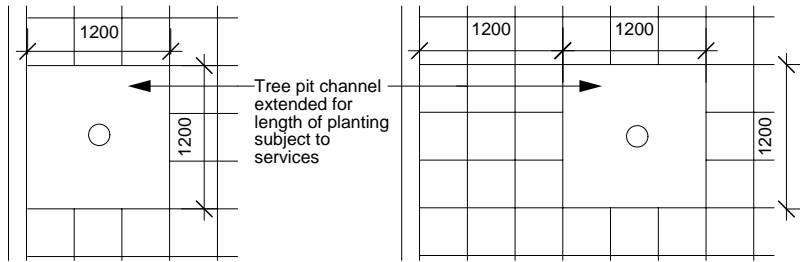 1200
1200
1200
Tree pit channel
extended for
length of planting
subject to
services
1200
1200